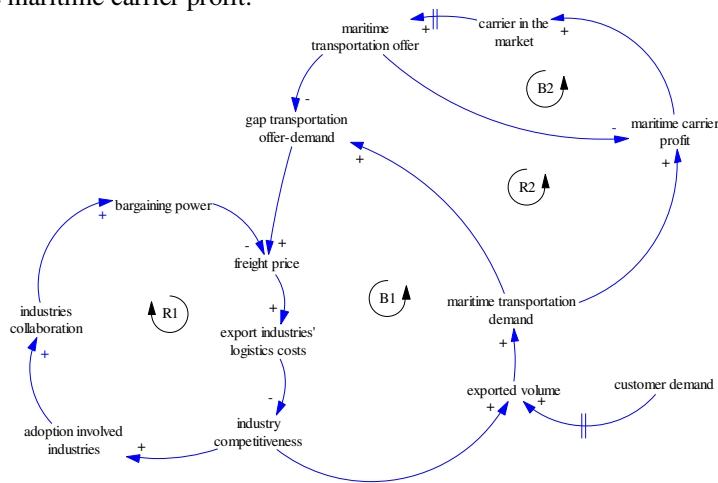 maritime carrier profit.
maritime
transportation offer
carrier in the
market
+
+
B2
-
gap transportation
offer-demand
-
maritime carrier
profit
+
+
R2
bargaining power
+
-
+
freight price
R1
B1
industries
collaboration
+
export industries'
logistics costs
maritime transportation
demand
+
+
-
exported volume
customer demand
+
+
industry
competitiveness
adoption involved
industries
+